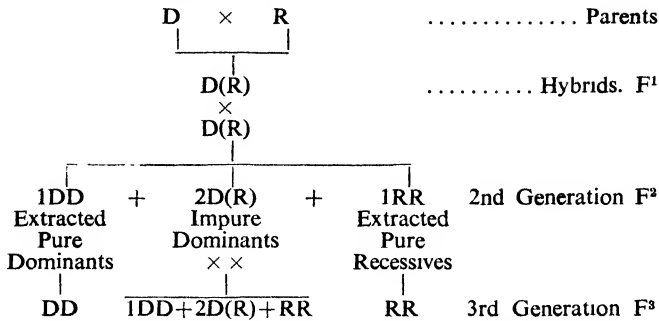 D × R .............. Parents
D(R) .......... Hybrids. F¹
×
D(R)
1DD + 2D(R) + 1RR 2nd Generation F²
Extracted Impure Extracted
Pure Dominants Pure
Dominants × × Recessives
DD 1DD+2D(R)+RR RR 3rd Generation F³